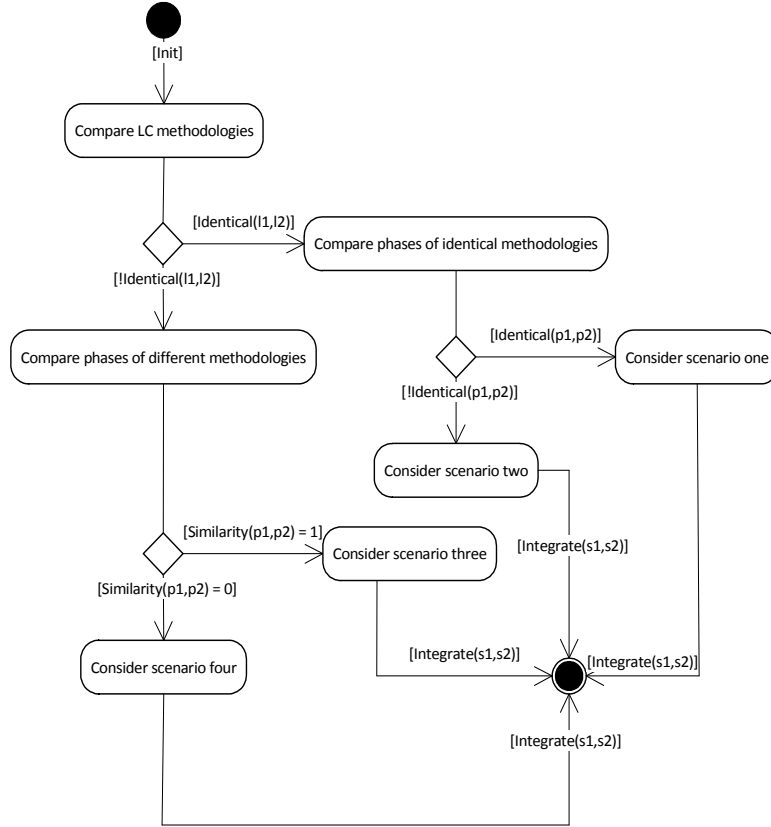 [Init]
Compare LC methodologies
[Identical(l1,l2)]
Compare phases of identical methodologies
[!Identical(l1,l2)]
Compare phases of different methodologies
[Identical(p1,p2)]
Consider scenario one
[!Identical(p1,p2)]
Consider scenario two
[Similarity(p1,p2) = 1]
Consider scenario three
[Integrate(s1,s2)]
[Similarity(p1,p2) = 0]
Consider scenario four
[Integrate(s1,s2)]
[Integrate(s1,s2)]
[Integrate(s1,s2)]